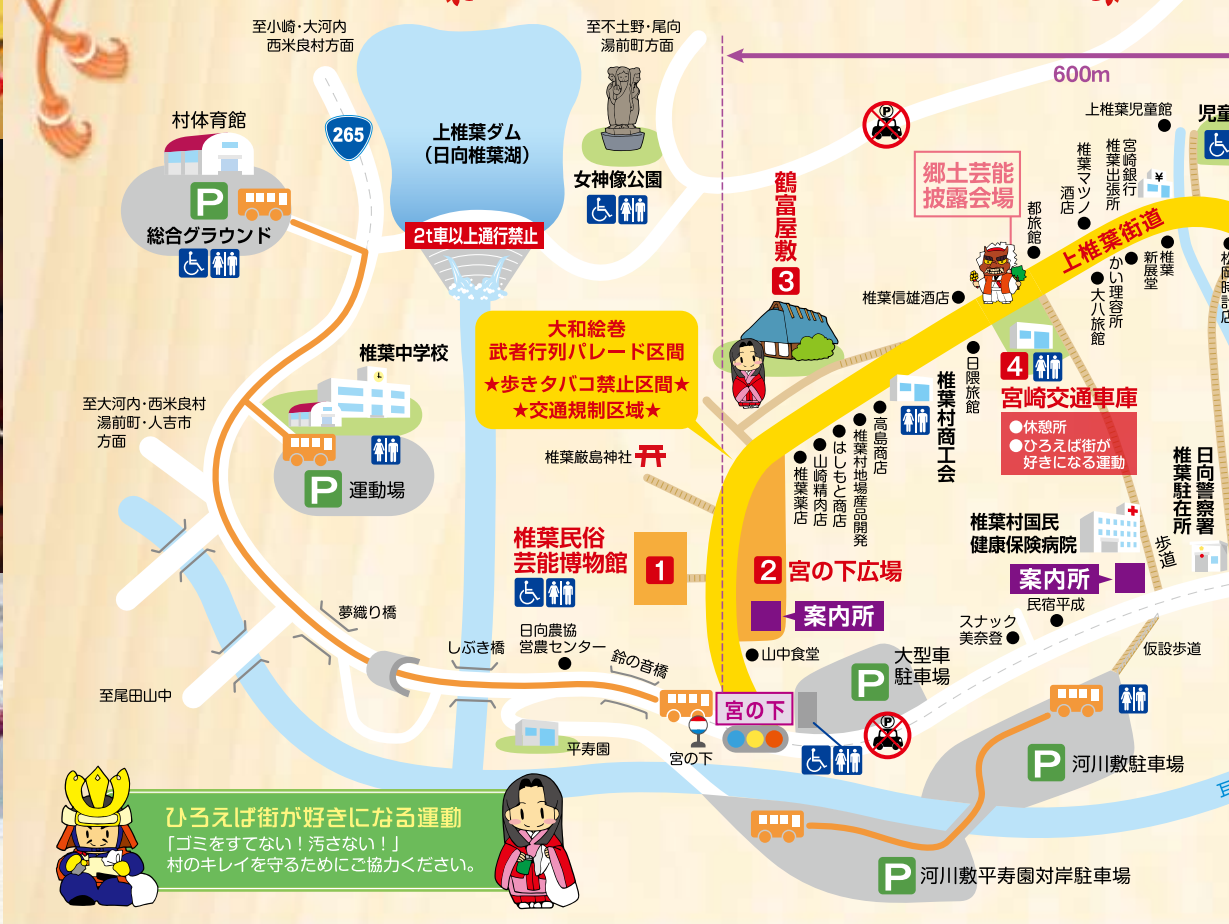 至小崎・大河内
西米良村方面
至不土野・尾向
湯前町方面
600m
265
村体育館
P
総合グラウンド
上椎葉ダム
（日向椎葉湖）
2t車以上通行禁止
女神像公園
P
上椎葉児童館
児童
郷土芸能
披露会場
鶴富屋敷
3
都旅館
椎葉マツノ
酒店
宮崎銀行
椎葉出張所
¥
上椎葉街道
椎葉
新展堂
かい理容所
大八旅館
松岡時計店
椎葉信雄酒店
日隈旅館
4
宮崎交通車庫
●休憩所
●ひろえば街が
好きになる運動
大和絵巻
武者行列パレード区間
★歩きタバコ禁止区間★
★交通規制区域★
椎葉中学校
P
運動場
至大河内・西米良村
湯前町・人吉市
方面
椎葉厳島神社
椎葉村商工会
高島商店
椎葉村地場産品開発
はしもと商店
山崎精肉店
椎葉薬店
日向警察署
椎葉駐在所
椎葉村国民
健康保険病院
歩道
案内所
民宿平成
スナック
美奈登
仮設歩道
椎葉民俗
芸能博物館
1
2
宮の下広場
案内所
山中食堂
夢織り橋
しぶき橋
日向農協
営農センター
鈴の音橋
至尾田山中
大型車
駐車場
P
宮の下
宮の下
平寿園
P
P
河川敷駐車場
P
河川敷平寿園対岸駐車場
耳
ひろえば街が好きになる運動
「ゴミをすてない！汚さない！」
村のキレイを守るためにご協力ください。